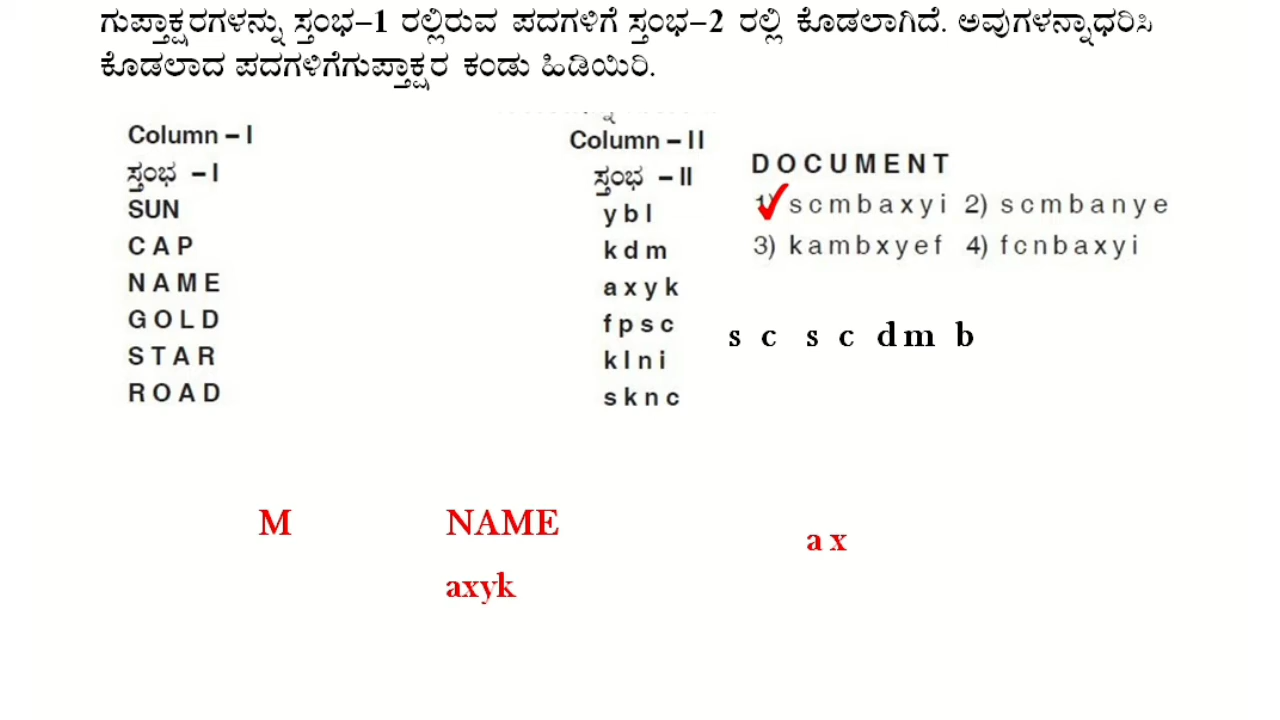 ಗುಪ್ತಾಕ್ಷರಗಳನ್ನು ಸ್ತಂಭ-1 ರಲ್ಲಿರುವ ಪದಗಳಿಗೆ ಸ್ತಂಭ-2 ರಲ್ಲಿ ಕೊಡಲಾಗಿದೆ. ಅವುಗಳನ್ನಾಧರಿಸಿ
ಕೊಡಲಾದ ಪದಗಳಿಗೆಗುಪ್ತಾಕ್ಷರ ಕಂಡು ಹಿಡಿಯಿರಿ.
Column – I
ಸ್ತಂಭ – I
SUN
CAP
NAME
GOLD
STAR
ROAD
Column – II
ಸ್ತಂಭ – II
y b l
k d m
a x y k
f p s c
k l n i
s k n c
DOCUMENT
1) s c m b a x y i 2) s c m b a n y e
3) k a m b x y e f 4) f c n b a x y i
s c s c d m b
M
NAME
a x
axyk